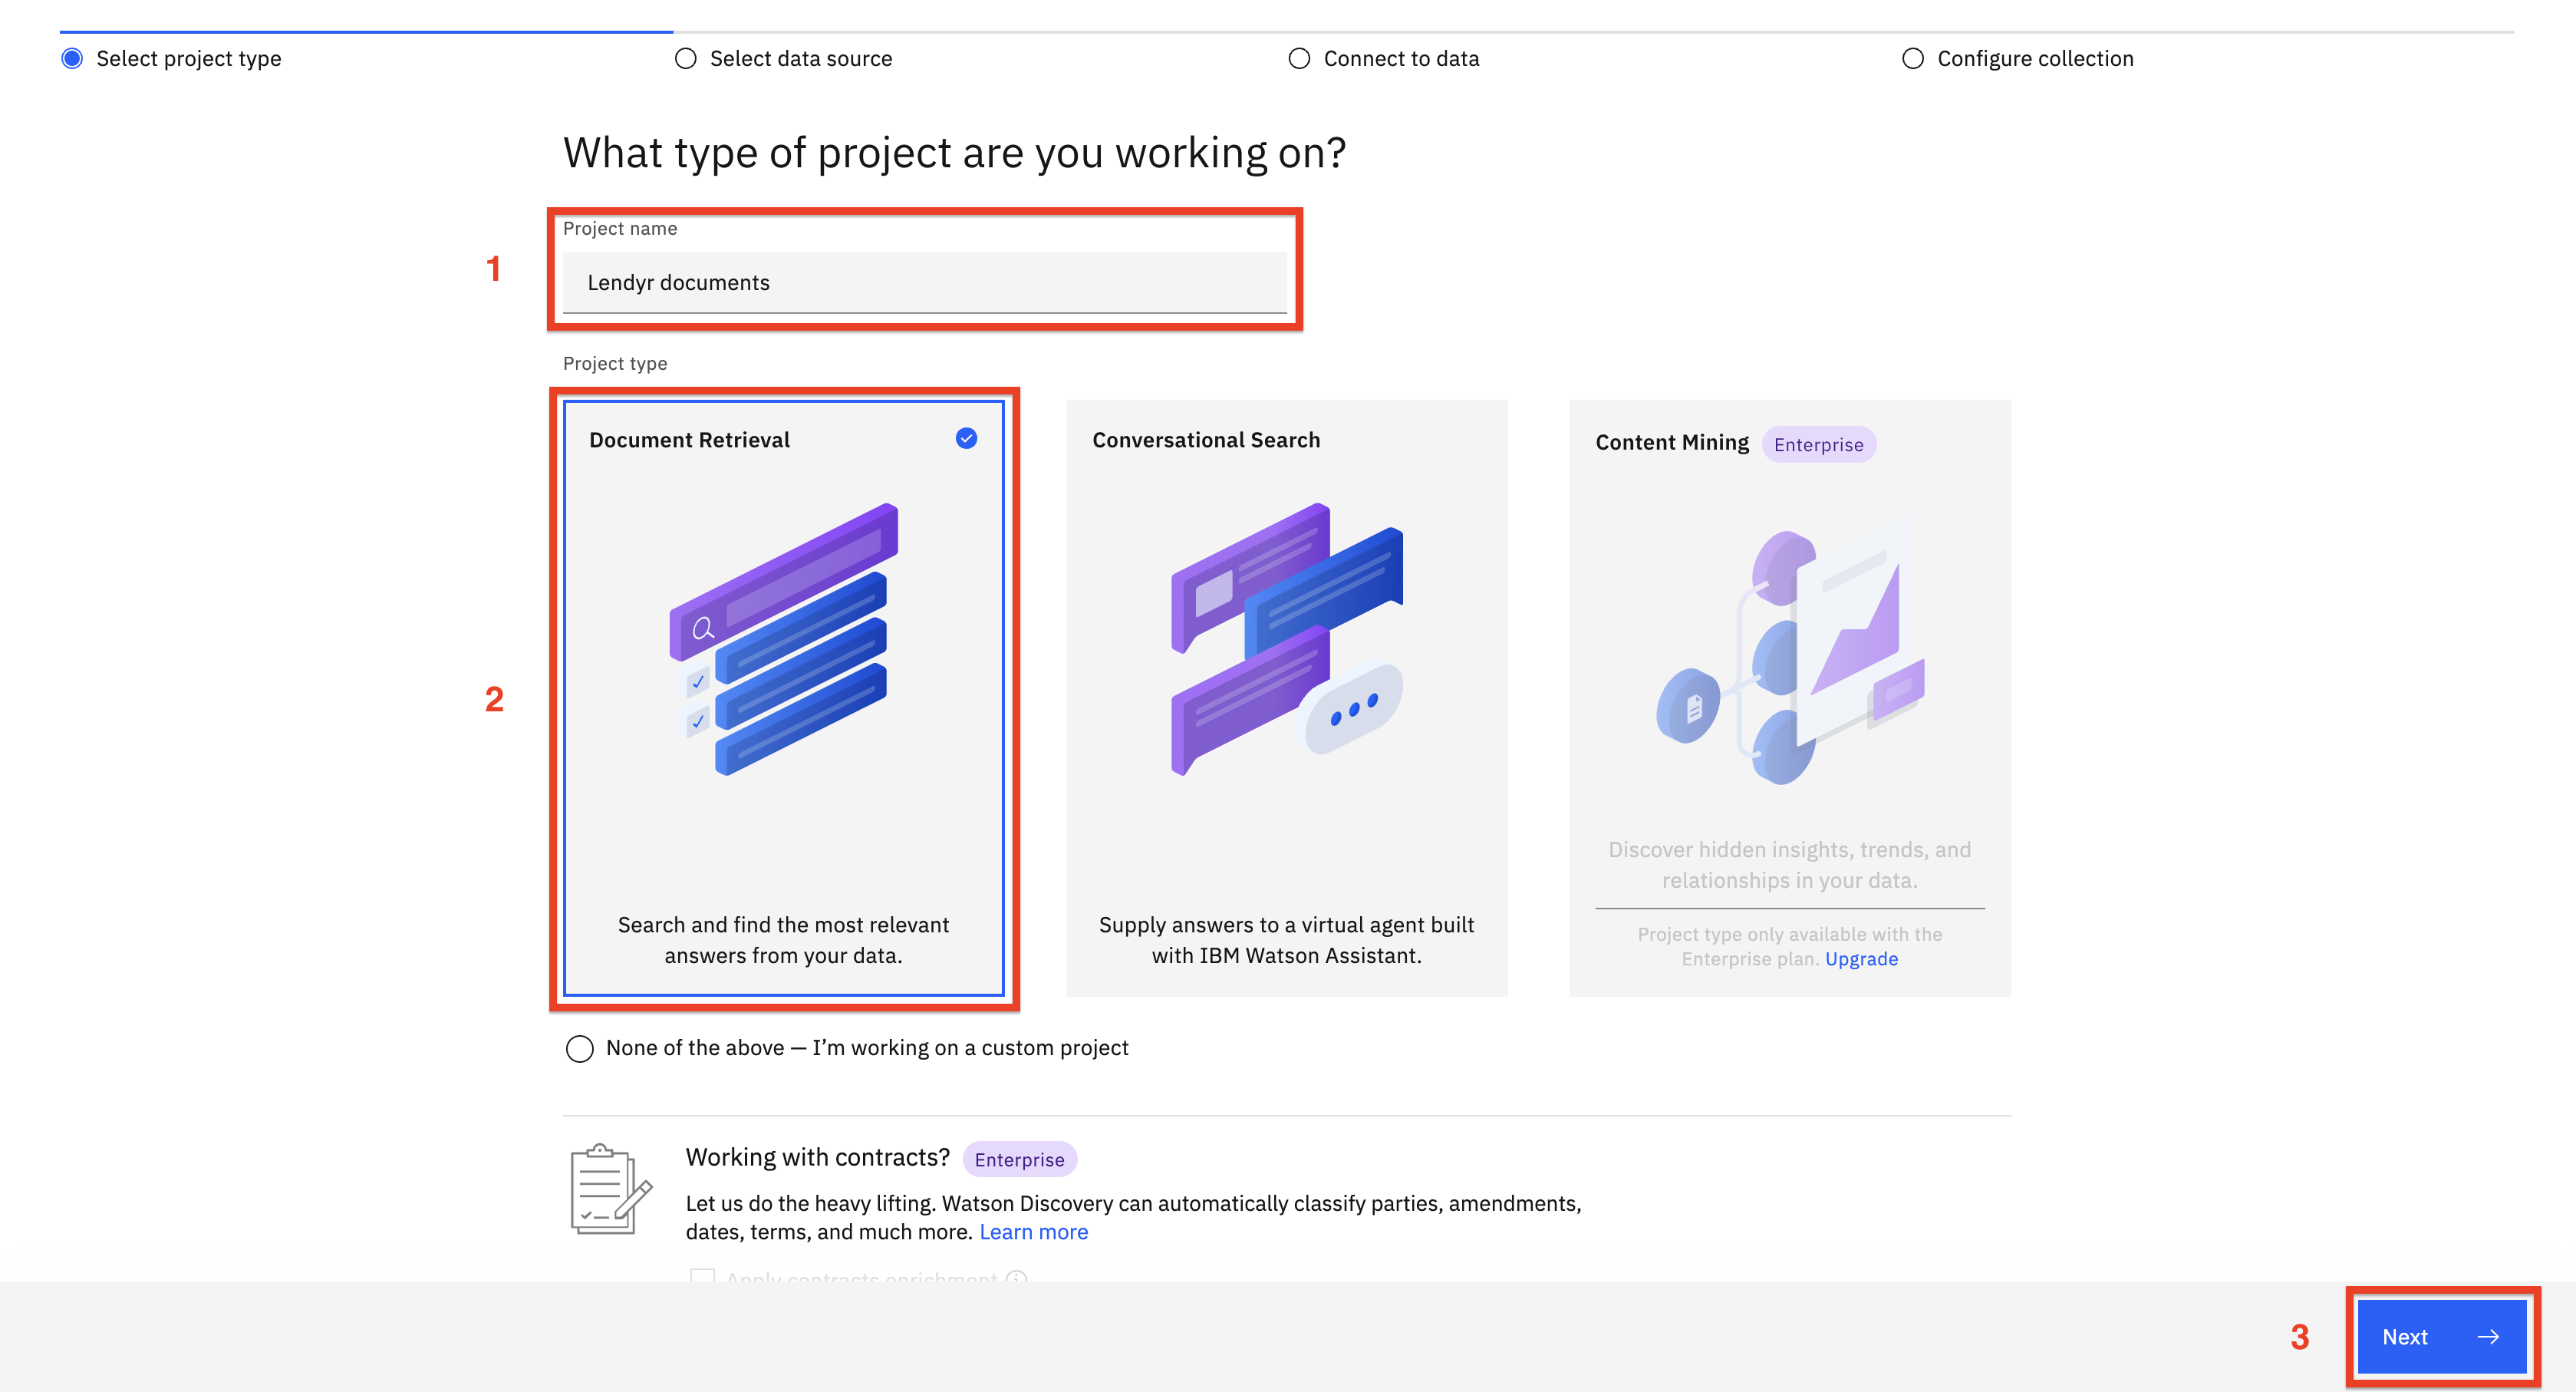 Select project type
Select data source
Connect to data
Configure collection
What type of project are you working on?
1
Project name
Lendyr documents
Project type
2
Document Retrieval
Search and find the most relevant
answers from your data.
Conversational Search
Supply answers to a virtual agent built
with IBM Watson Assistant.
Content Mining Enterprise
Discover hidden insights, trends, and
relationships in your data.
Project type only available with the
Enterprise plan. Upgrade
None of the above — I’m working on a custom project
Working with contracts? Enterprise
Let us do the heavy lifting. Watson Discovery can automatically classify parties, amendments,
dates, terms, and much more. Learn more
Apply contracts enrichment
3
Next